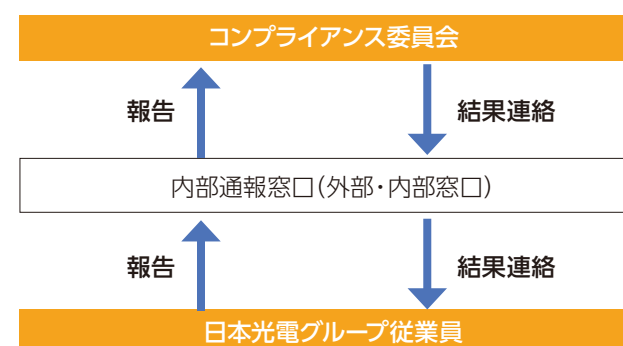 コンプライアンス委員会
報告
結果連絡
内部通報窓口(外部・内部窓口)
報告
結果連絡
日本光電グループ従業員